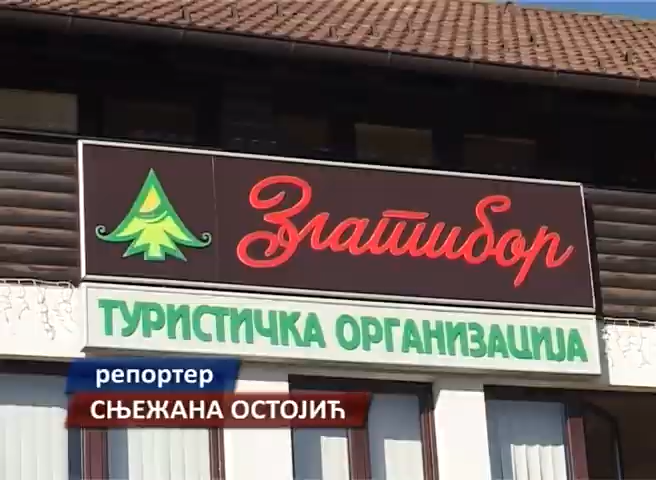 Златибор
ТУРИСТИЧКА ОРГАНИЗАЦИЈА
репортер
СЊЕЖАНА ОСТОЈИЋ